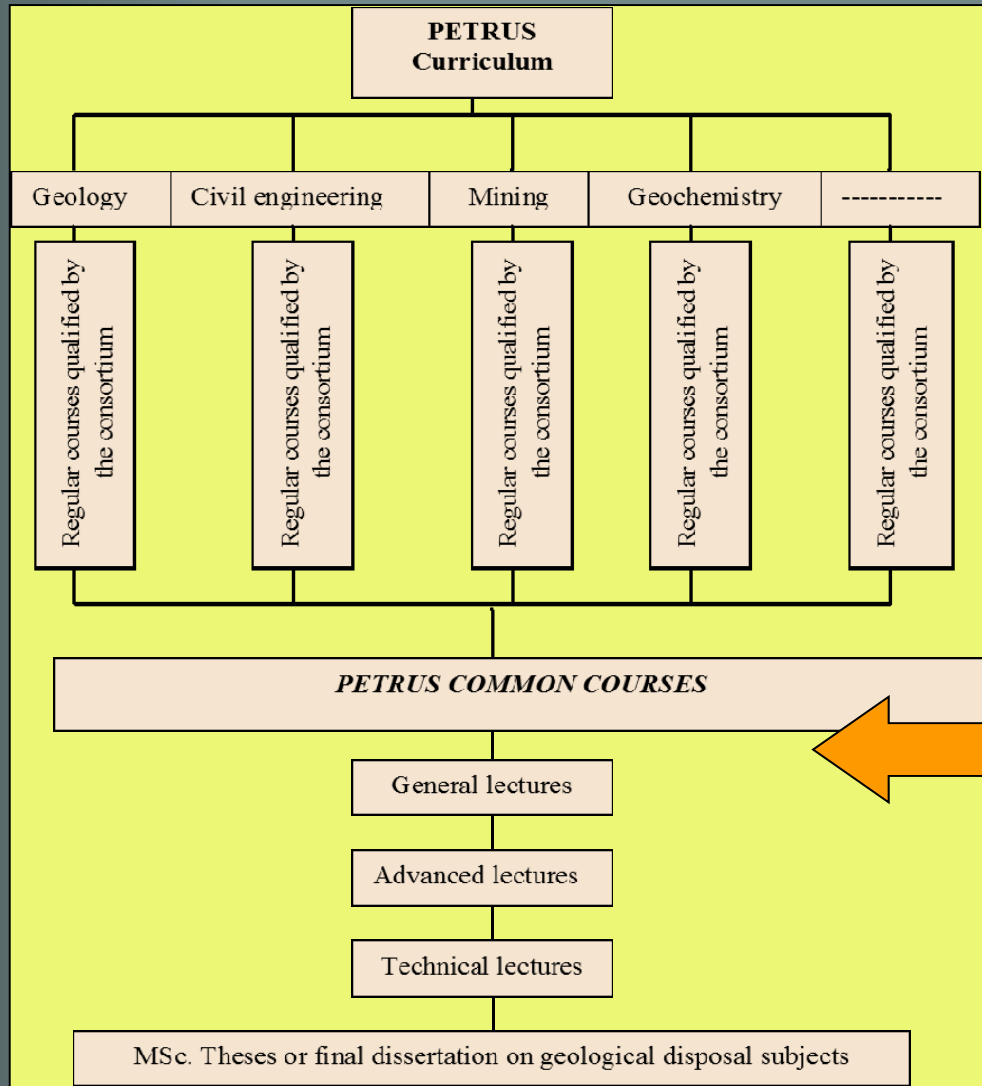 PETRUS
Curriculum
Geology
Civil engineering
Mining
Geochemistry
-----------
Regular courses qualified by
the consortium
Regular courses qualified by
the consortium
Regular courses qualified by
the consortium
Regular courses qualified by
the consortium
Regular courses qualified by
the consortium
PETRUS COMMON COURSES
General lectures
Advanced lectures
Technical lectures
MSc. Theses or final dissertation on geological disposal subjects